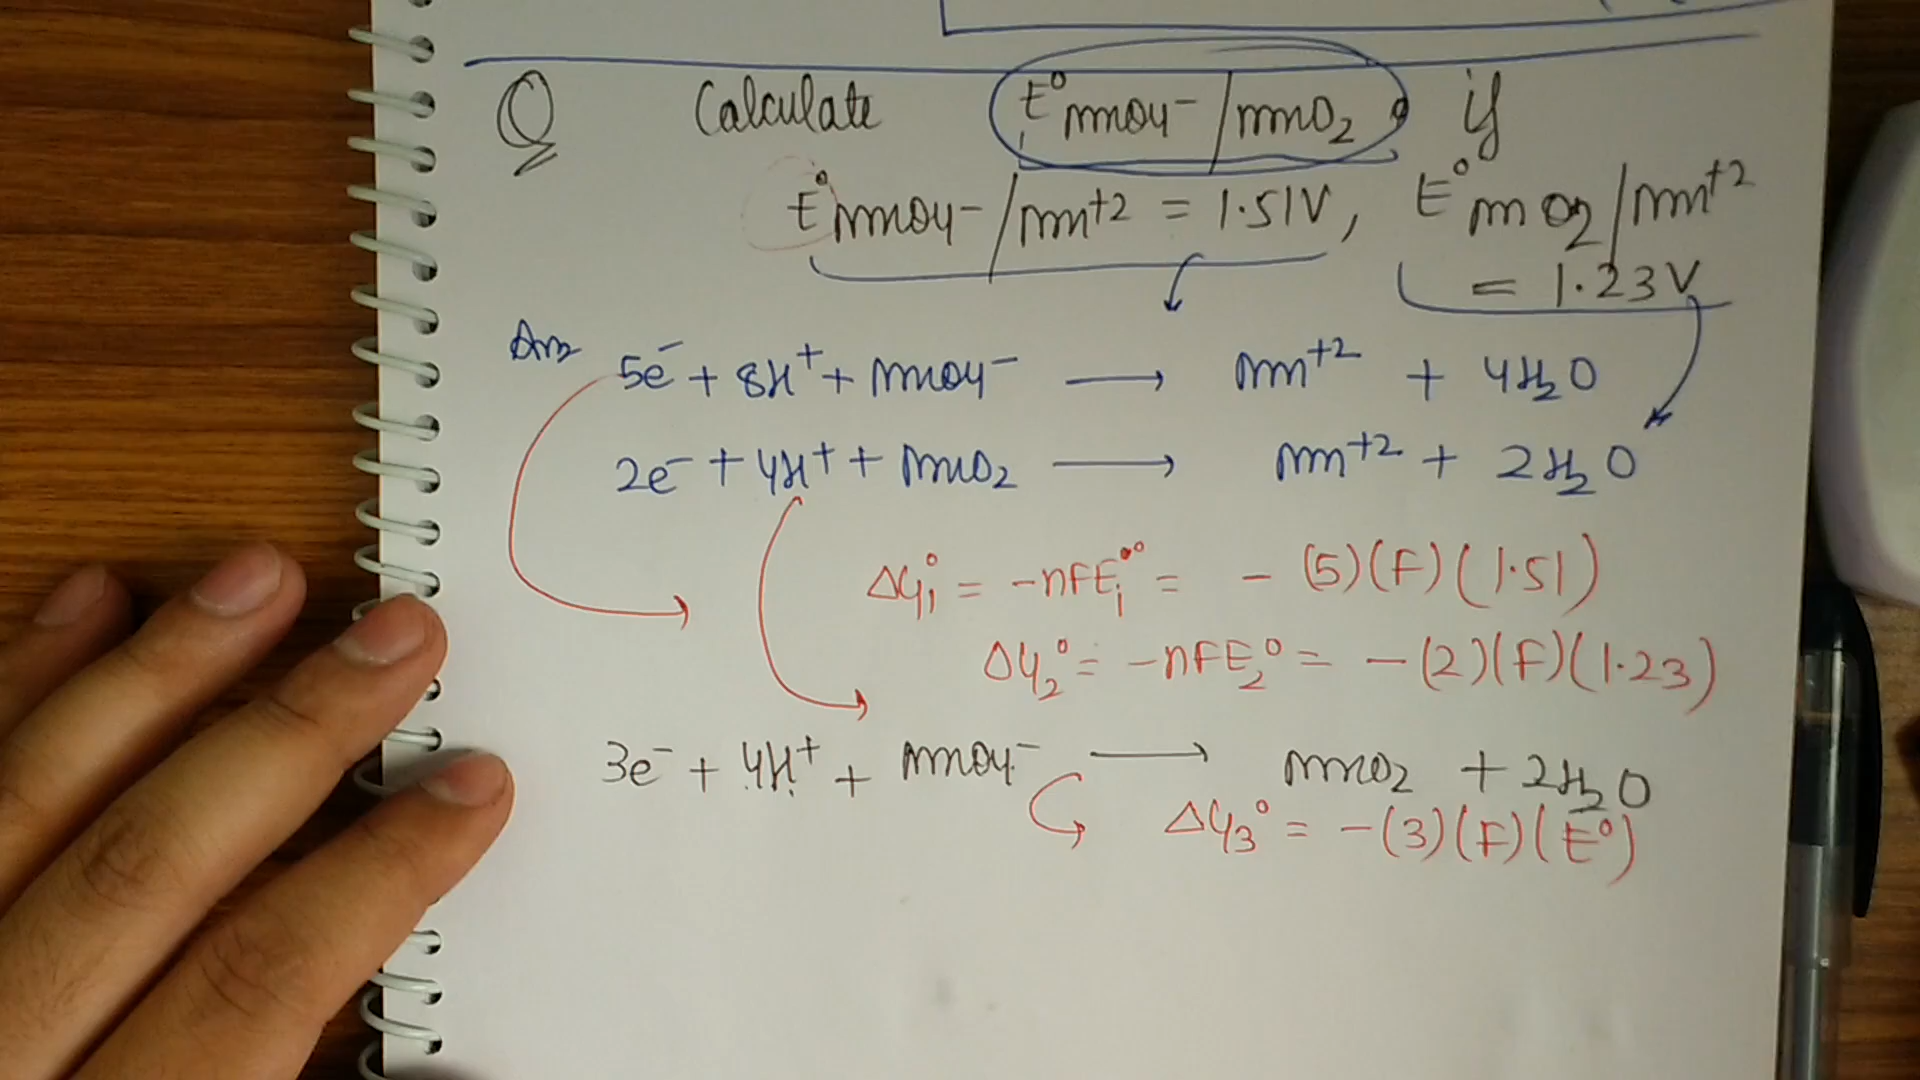 Q Calculate E°MnO4⁻/MnO2, if
E°MnO4⁻/Mn⁺² = 1.51V, E°MnO2/Mn⁺²
= 1.23V
Ans 5e⁻ + 8H⁺ + MnO4⁻ → Mn⁺² + 4H2O
2e⁻ + 4H⁺ + MnO2 → Mn⁺² + 2H2O
ΔG1° = -nFE1° = - (5)(F)(1.51)
ΔG2° = -nFE2° = -(2)(F)(1.23)
3e⁻ + 4H⁺ + MnO4⁻ → MnO2 + 2H2O
ΔG3° = -(3)(F)(E°)